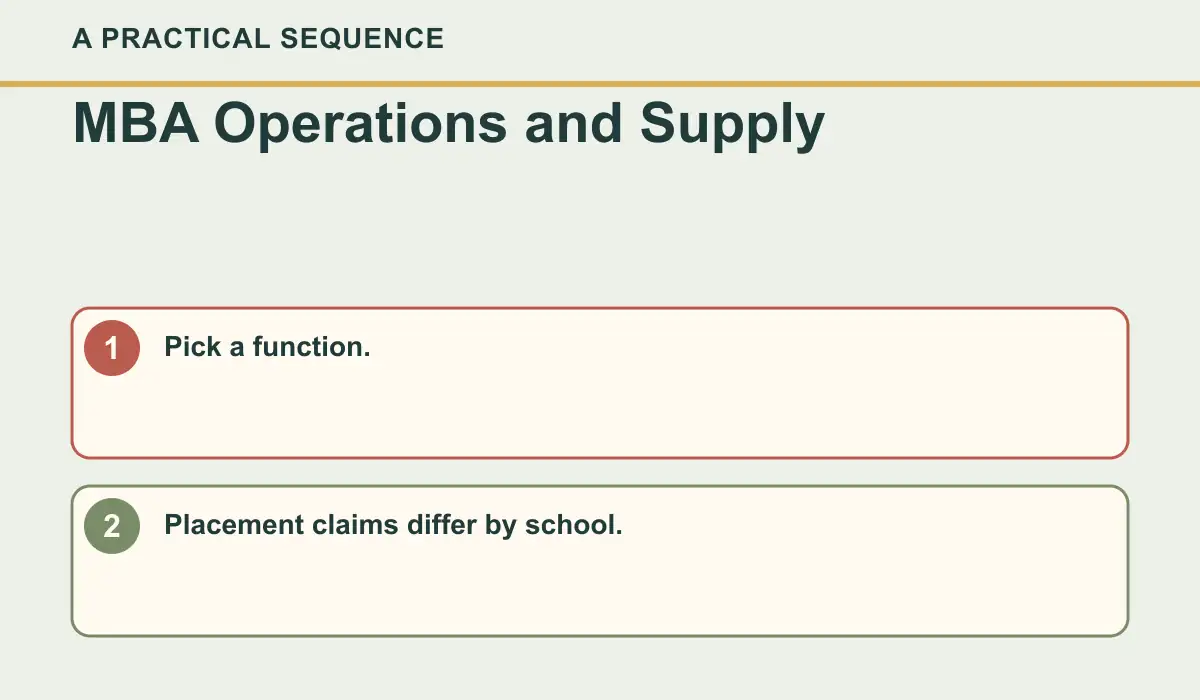 A PRACTICAL SEQUENCE
MBA Operations and Supply
1 Pick a function.
2 Placement claims differ by school.